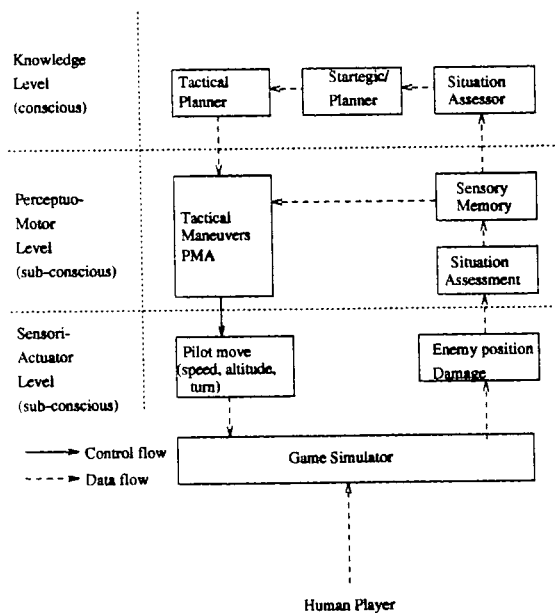 Knowledge
Level
(conscious)
Tactical
Planner
Startegic/
Planner
Situation
Assessor
Perceptuo-
Motor
Level
(sub-conscious)
Tactical
Maneuvers
PMA
Sensory
Memory
Situation
Assessment
Sensori-
Actuator
Level
(sub-conscious)
Pilot move
(speed, altitude,
turn)
Enemy position
Damage
Control flow
Data flow
Game Simulator
Human Player